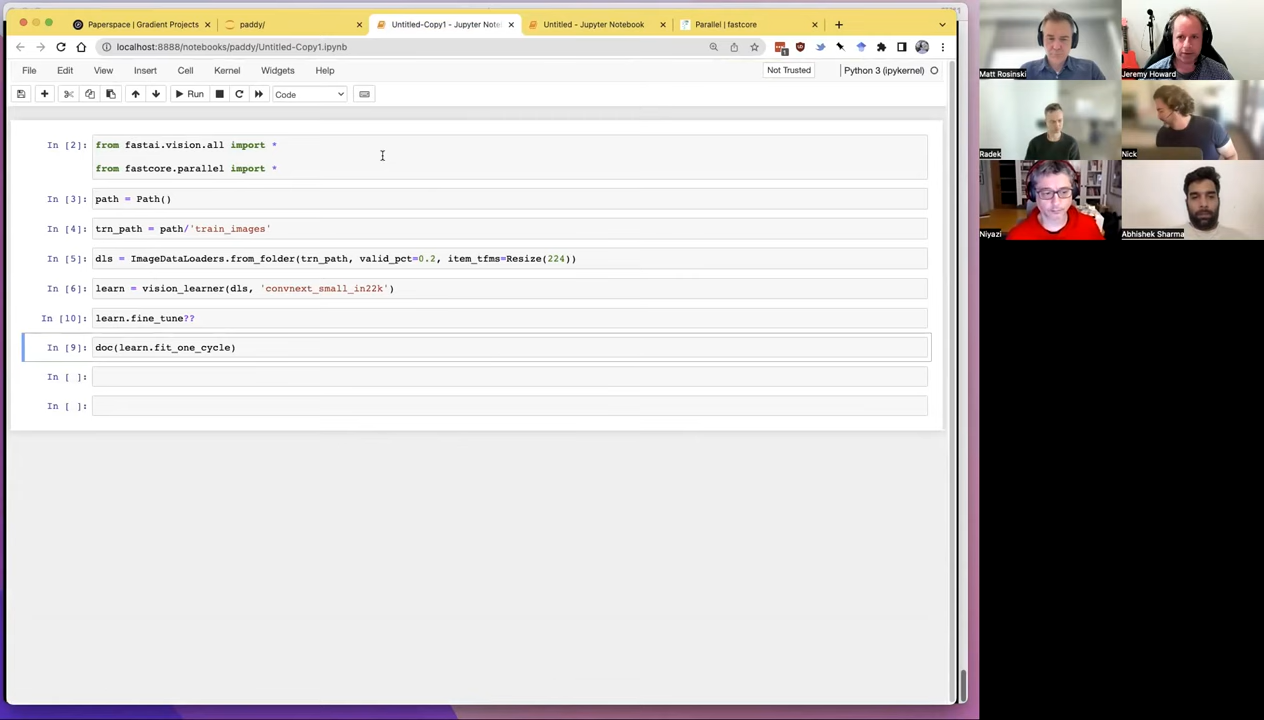 Paperspace | Gradient Projects
paddy/
Untitled-Copy1 - Jupyter Note
Untitled - Jupyter Notebook
Parallel | fastcore
localhost:8888/notebooks/paddy/Untitled-Copy1.ipynb
File Edit View Insert Cell Kernel Widgets Help
Not Trusted
Python 3 (ipykernel)
Run
Code
In [2]: from fastai.vision.all import *
from fastcore.parallel import *
In [3]: path = Path()
In [4]: trn_path = path/'train_images'
In [5]: dls = ImageDataLoaders.from_folder(trn_path, valid_pct=0.2, item_tfms=Resize(224))
In [6]: learn = vision_learner(dls, 'convnext_small_in22k')
In [10]: learn.fine_tune??
In [9]: doc(learn.fit_one_cycle)
In [ ]:
In [ ]:
Matt Rosinski
Jeremy Howard
Radek
Nick
Niyazi
Abhishek Sharma